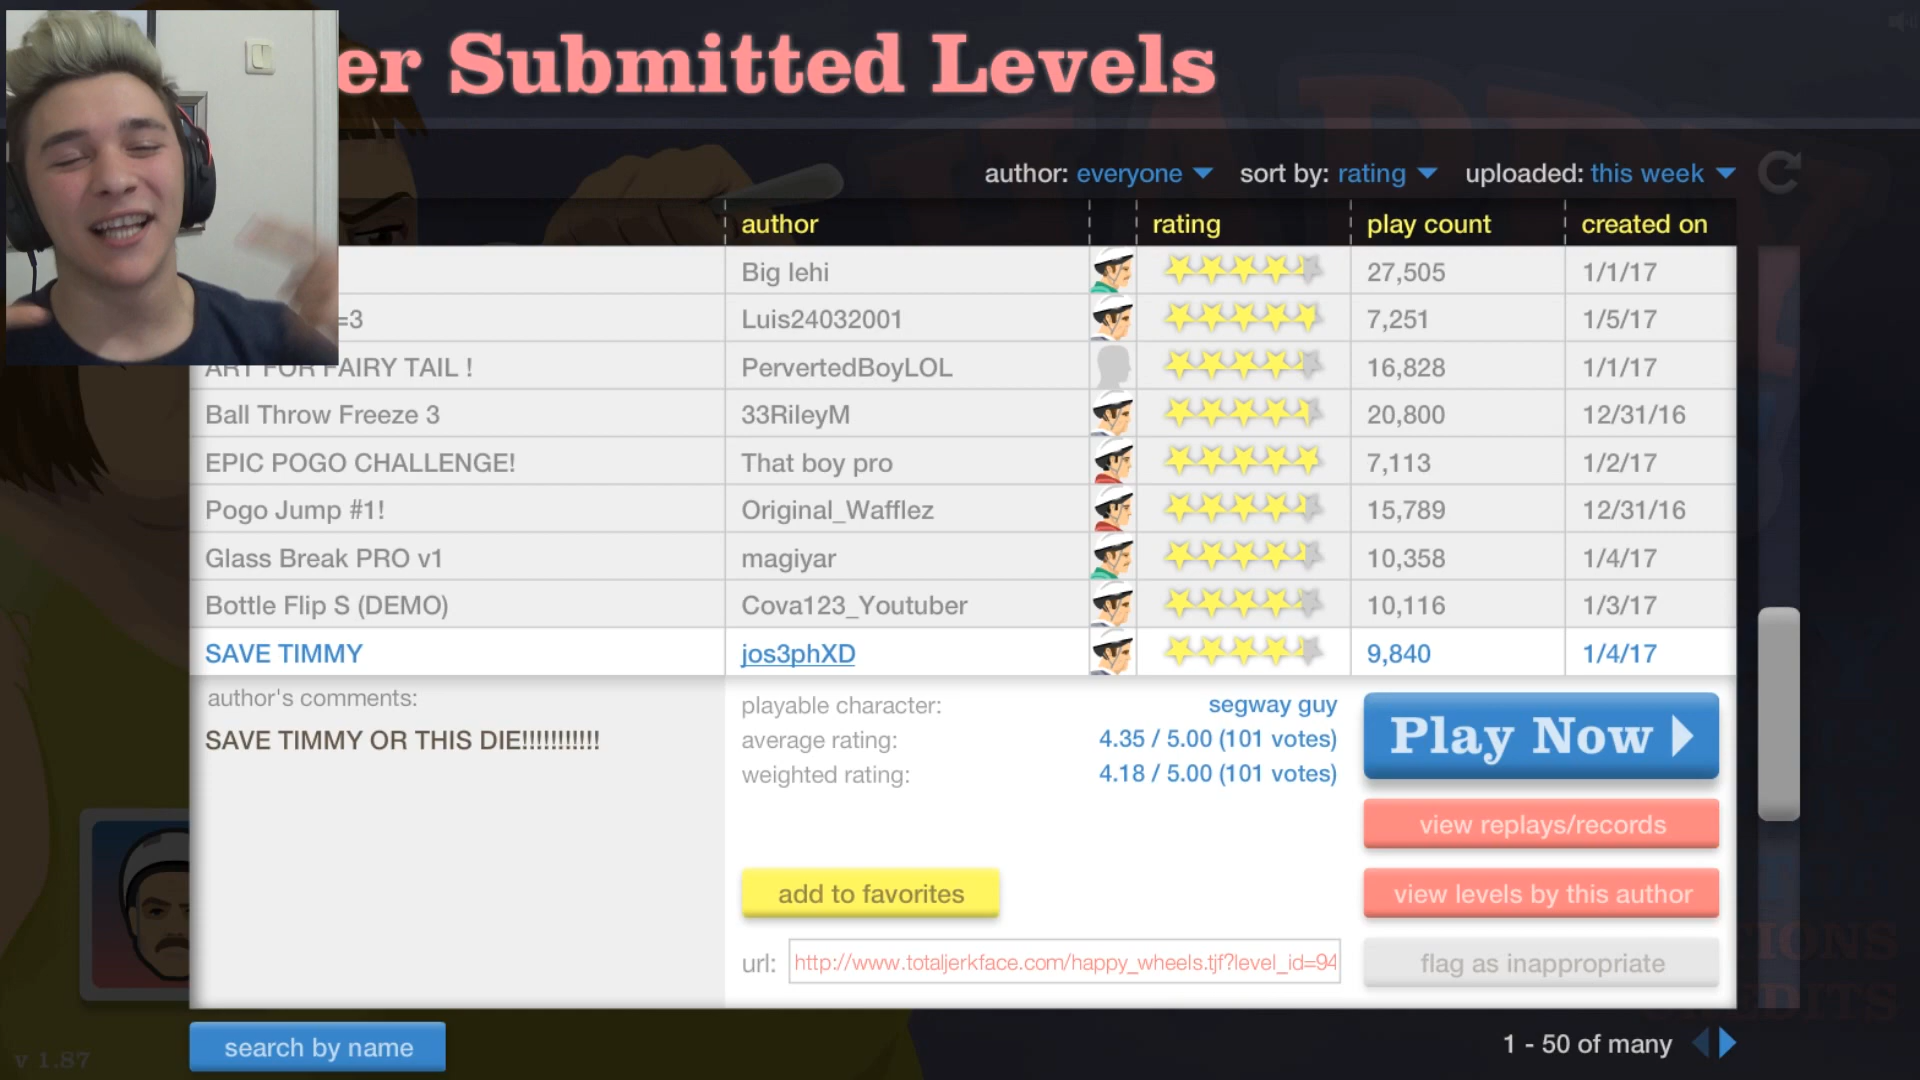 er Submitted Levels
author: everyone sort by: rating uploaded: this week
author rating play count created on
Big lehi 27,505 1/1/17
=3 Luis24032001 7,251 1/5/17
ART FOR FAIRY TAIL ! PervertedBoyLOL 16,828 1/1/17
Ball Throw Freeze 3 33RileyM 20,800 12/31/16
EPIC POGO CHALLENGE! That boy pro 7,113 1/2/17
Pogo Jump #1! Original_Wafflez 15,789 12/31/16
Glass Break PRO v1 magiyar 10,358 1/4/17
Bottle Flip S (DEMO) Cova123_Youtuber 10,116 1/3/17
SAVE TIMMY jos3phXD 9,840 1/4/17
author's comments:
SAVE TIMMY OR THIS DIE!!!!!!!!!!!
playable character: segway guy
average rating: 4.35 / 5.00 (101 votes)
weighted rating: 4.18 / 5.00 (101 votes)
Play Now
view replays/records
add to favorites
view levels by this author
url: http://www.totaljerkface.com/happy_wheels.tjf?level_id=94
flag as inappropriate
search by name
1 - 50 of many
v 1.87